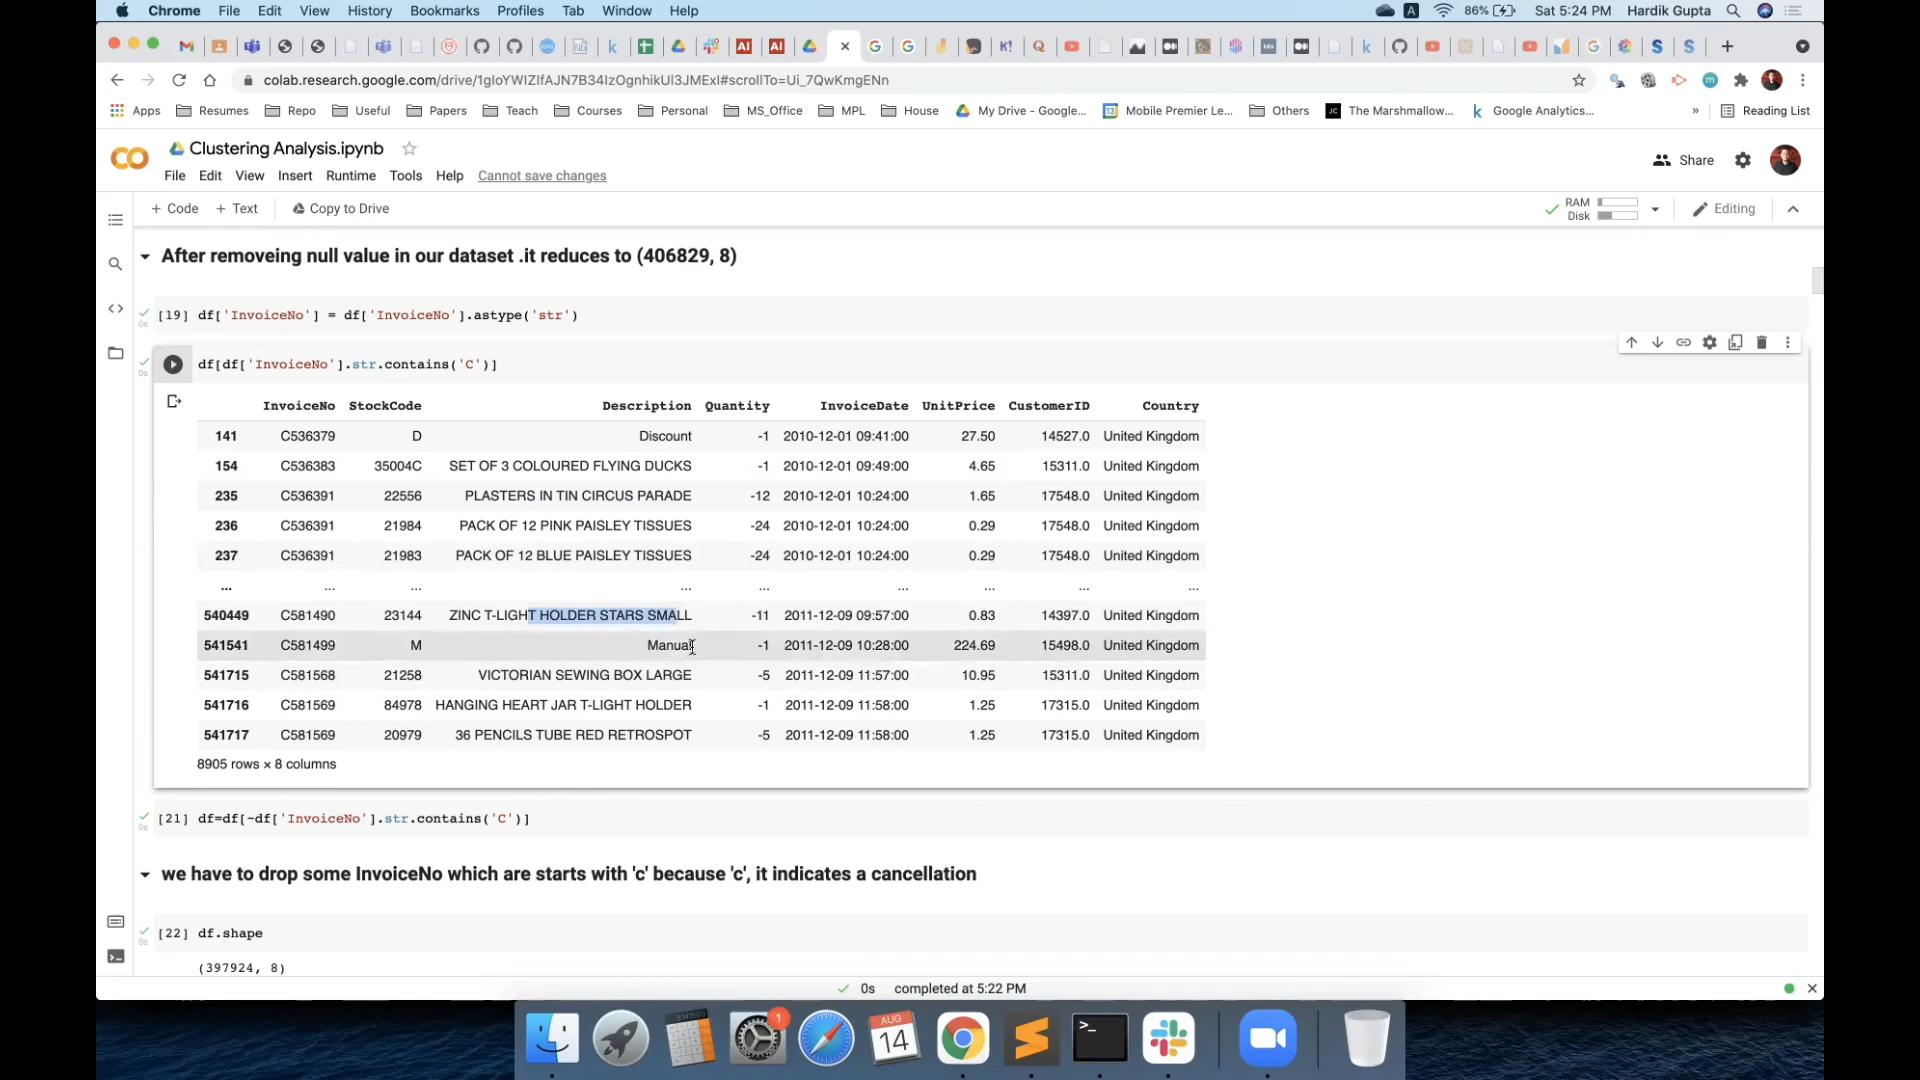 Chrome File Edit View History Bookmarks Profiles Tab Window Help 86% Sat 5:24 PM Hardik Gupta
colab.research.google.com/drive/1gIoYWIZIfAJN7B34IzOgnhikUl3JMExI#scrollTo=Ui_7QwKmgENn
Apps Resumes Repo Useful Papers Teach Courses Personal MS_Office MPL House My Drive - Google... Mobile Premier Le... Others The Marshmallow... Google Analytics... » Reading List
Clustering Analysis.ipynb
Share
File Edit View Insert Runtime Tools Help Cannot save changes
+ Code + Text Copy to Drive RAM Disk Editing
After removeing null value in our dataset .it reduces to (406829, 8)
[19] df['InvoiceNo'] = df['InvoiceNo'].astype('str')
0s
df[df['InvoiceNo'].str.contains('C')]
0s
InvoiceNo StockCode Description Quantity InvoiceDate UnitPrice CustomerID Country
141 C536379 D Discount -1 2010-12-01 09:41:00 27.50 14527.0 United Kingdom
154 C536383 35004C SET OF 3 COLOURED FLYING DUCKS -1 2010-12-01 09:49:00 4.65 15311.0 United Kingdom
235 C536391 22556 PLASTERS IN TIN CIRCUS PARADE -12 2010-12-01 10:24:00 1.65 17548.0 United Kingdom
236 C536391 21984 PACK OF 12 PINK PAISLEY TISSUES -24 2010-12-01 10:24:00 0.29 17548.0 United Kingdom
237 C536391 21983 PACK OF 12 BLUE PAISLEY TISSUES -24 2010-12-01 10:24:00 0.29 17548.0 United Kingdom
... ... ... ... ... ... ... ... ...
540449 C581490 23144 ZINC T-LIGHT HOLDER STARS SMALL -11 2011-12-09 09:57:00 0.83 14397.0 United Kingdom
541541 C581499 M Manual -1 2011-12-09 10:28:00 224.69 15498.0 United Kingdom
541715 C581568 21258 VICTORIAN SEWING BOX LARGE -5 2011-12-09 11:57:00 10.95 15311.0 United Kingdom
541716 C581569 84978 HANGING HEART JAR T-LIGHT HOLDER -1 2011-12-09 11:58:00 1.25 17315.0 United Kingdom
541717 C581569 20979 36 PENCILS TUBE RED RETROSPOT -5 2011-12-09 11:58:00 1.25 17315.0 United Kingdom
8905 rows × 8 columns
[21] df=df[~df['InvoiceNo'].str.contains('C')]
0s
we have to drop some InvoiceNo which are starts with 'c' because 'c', it indicates a cancellation
[22] df.shape
0s
(397924, 8)
0s completed at 5:22 PM
1
AUG
14